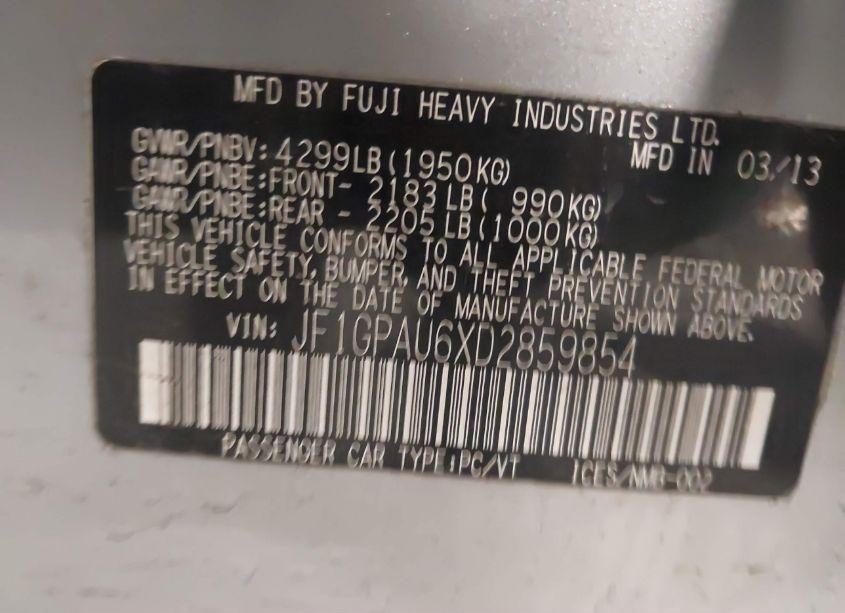 MFD BY FUJI HEAVY INDUSTRIES LTD.
MFD IN 03/13
GVWR/PNBV: 4299LB(1950KG)
GAWR/PNBE:FRONT- 2183LB( 990KG)
GAWR/PNBE:REAR - 2205LB(1000KG)
THIS VEHICLE CONFORMS TO ALL APPLICABLE FEDERAL MOTOR
VEHICLE SAFETY, BUMPER, AND THEFT PREVENTION STANDARDS
IN EFFECT ON THE DATE OF MANUFACTURE SHOWN ABOVE.
VIN: JF1GPAU6XD2859854
PASSENGER CAR TYPE:PC/VT ICES/NMB-002